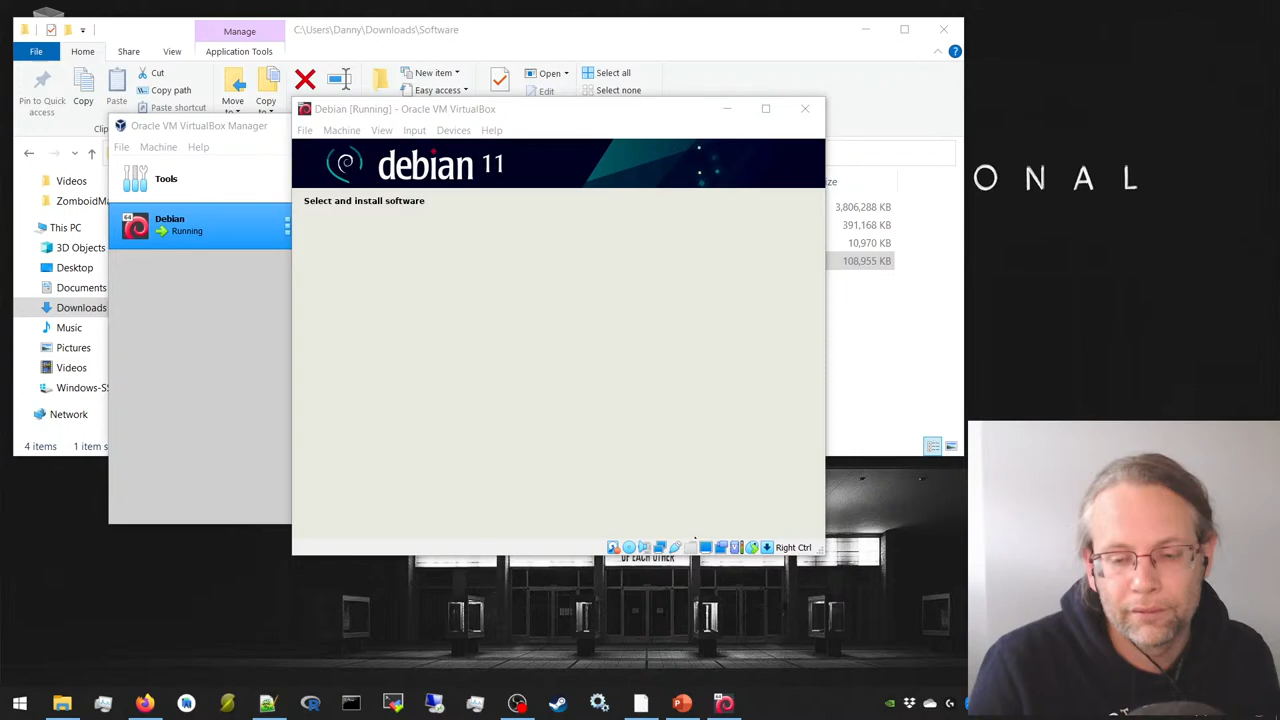 Manage
C:\Users\Danny\Downloads\Software
File
Home
Share
View
Application Tools
Pin to Quick access
Copy
Paste
Cut
Copy path
Paste shortcut
Move to
Copy to
New item
Easy access
Open
Edit
Select all
Select none
Videos
This PC
3D Objects
Desktop
Documents
Downloads
Music
Pictures
Videos
Network
4 items
1 item s
3,806,288 KB
391,168 KB
10,970 KB
108,955 KB
Oracle VM VirtualBox Manager
File
Machine
Help
Tools
Debian
Running
Debian [Running] - Oracle VM VirtualBox
File
Machine
View
Input
Devices
Help
debian 11
Select and install software
Right Ctrl
O N A L
OF EACH OTHER